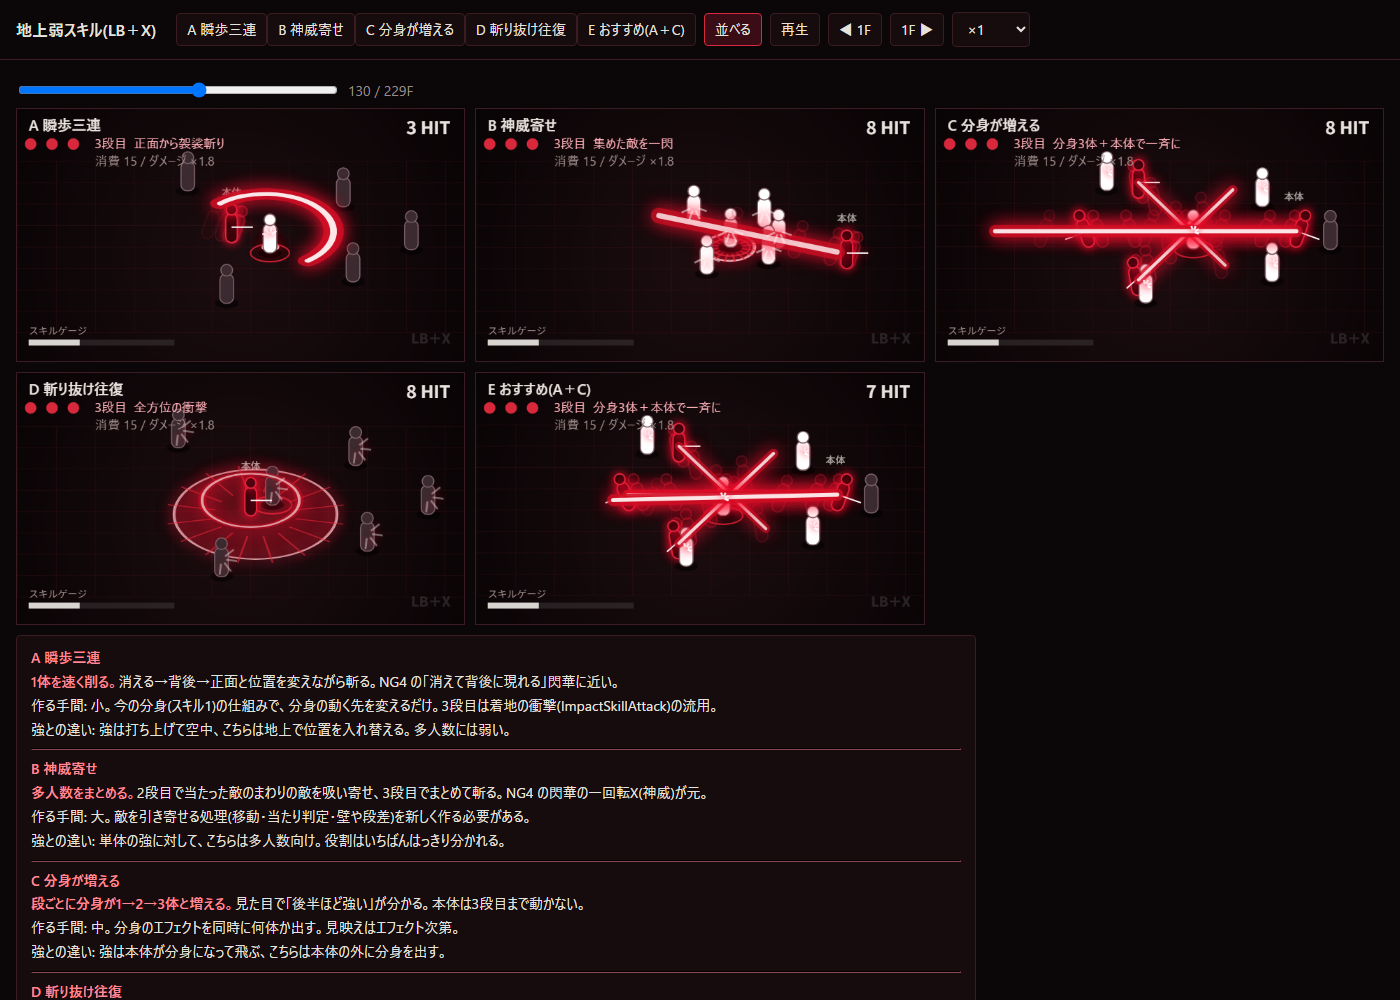 地上弱スキル(LB＋X)
A 瞬歩三連
B 神威寄せ
C 分身が増える
D 斬り抜け往復
E おすすめ(A＋C)
並べる
再生
◀ 1F
1F ▶
×1
130 / 229F
A 瞬歩三連
3 HIT
3段目 正面から袈裟斬り
消費 15 / ダメージ ×1.8
本体
スキルゲージ
LB＋X
B 神威寄せ
8 HIT
3段目 集めた敵を一閃
消費 15 / ダメージ ×1.8
本体
スキルゲージ
LB＋X
C 分身が増える
8 HIT
3段目 分身3体＋本体で一斉に
消費 15 / ダメージ ×1.8
本体
スキルゲージ
LB＋X
D 斬り抜け往復
8 HIT
3段目 全方位の衝撃
消費 15 / ダメージ ×1.8
本体
スキルゲージ
LB＋X
E おすすめ(A＋C)
7 HIT
3段目 分身3体＋本体で一斉に
消費 15 / ダメージ ×1.8
本体
スキルゲージ
LB＋X
A 瞬歩三連
1体を速く削る。消える→背後→正面と位置を変えながら斬る。NG4 の「消えて背後に現れる」閃華に近い。
作る手間: 小。今の分身(スキル1)の仕組みで、分身の動く先を変えるだけ。3段目は着地の衝撃(ImpactSkillAttack)の流用。
強との違い: 強は打ち上げて空中、こちらは地上で位置を入れ替える。多人数には弱い。
B 神威寄せ
多人数をまとめる。2段目で当たった敵のまわりの敵を吸い寄せ、3段目でまとめて斬る。NG4 の閃華の一回転X(神威)が元。
作る手間: 大。敵を引き寄せる処理(移動・当たり判定・壁や段差)を新しく作る必要がある。
強との違い: 単体の強に対して、こちらは多人数向け。役割はいちばんはっきり分かれる。
C 分身が増える
段ごとに分身が1→2→3体と増える。見た目で「後半ほど強い」が分かる。本体は3段目まで動かない。
作る手間: 中。分身のエフェクトを同時に何体か出す。見映えはエフェクト次第。
強との違い: 強は本体が分身になって飛ぶ、こちらは本体の外に分身を出す。
D 斬り抜け往復